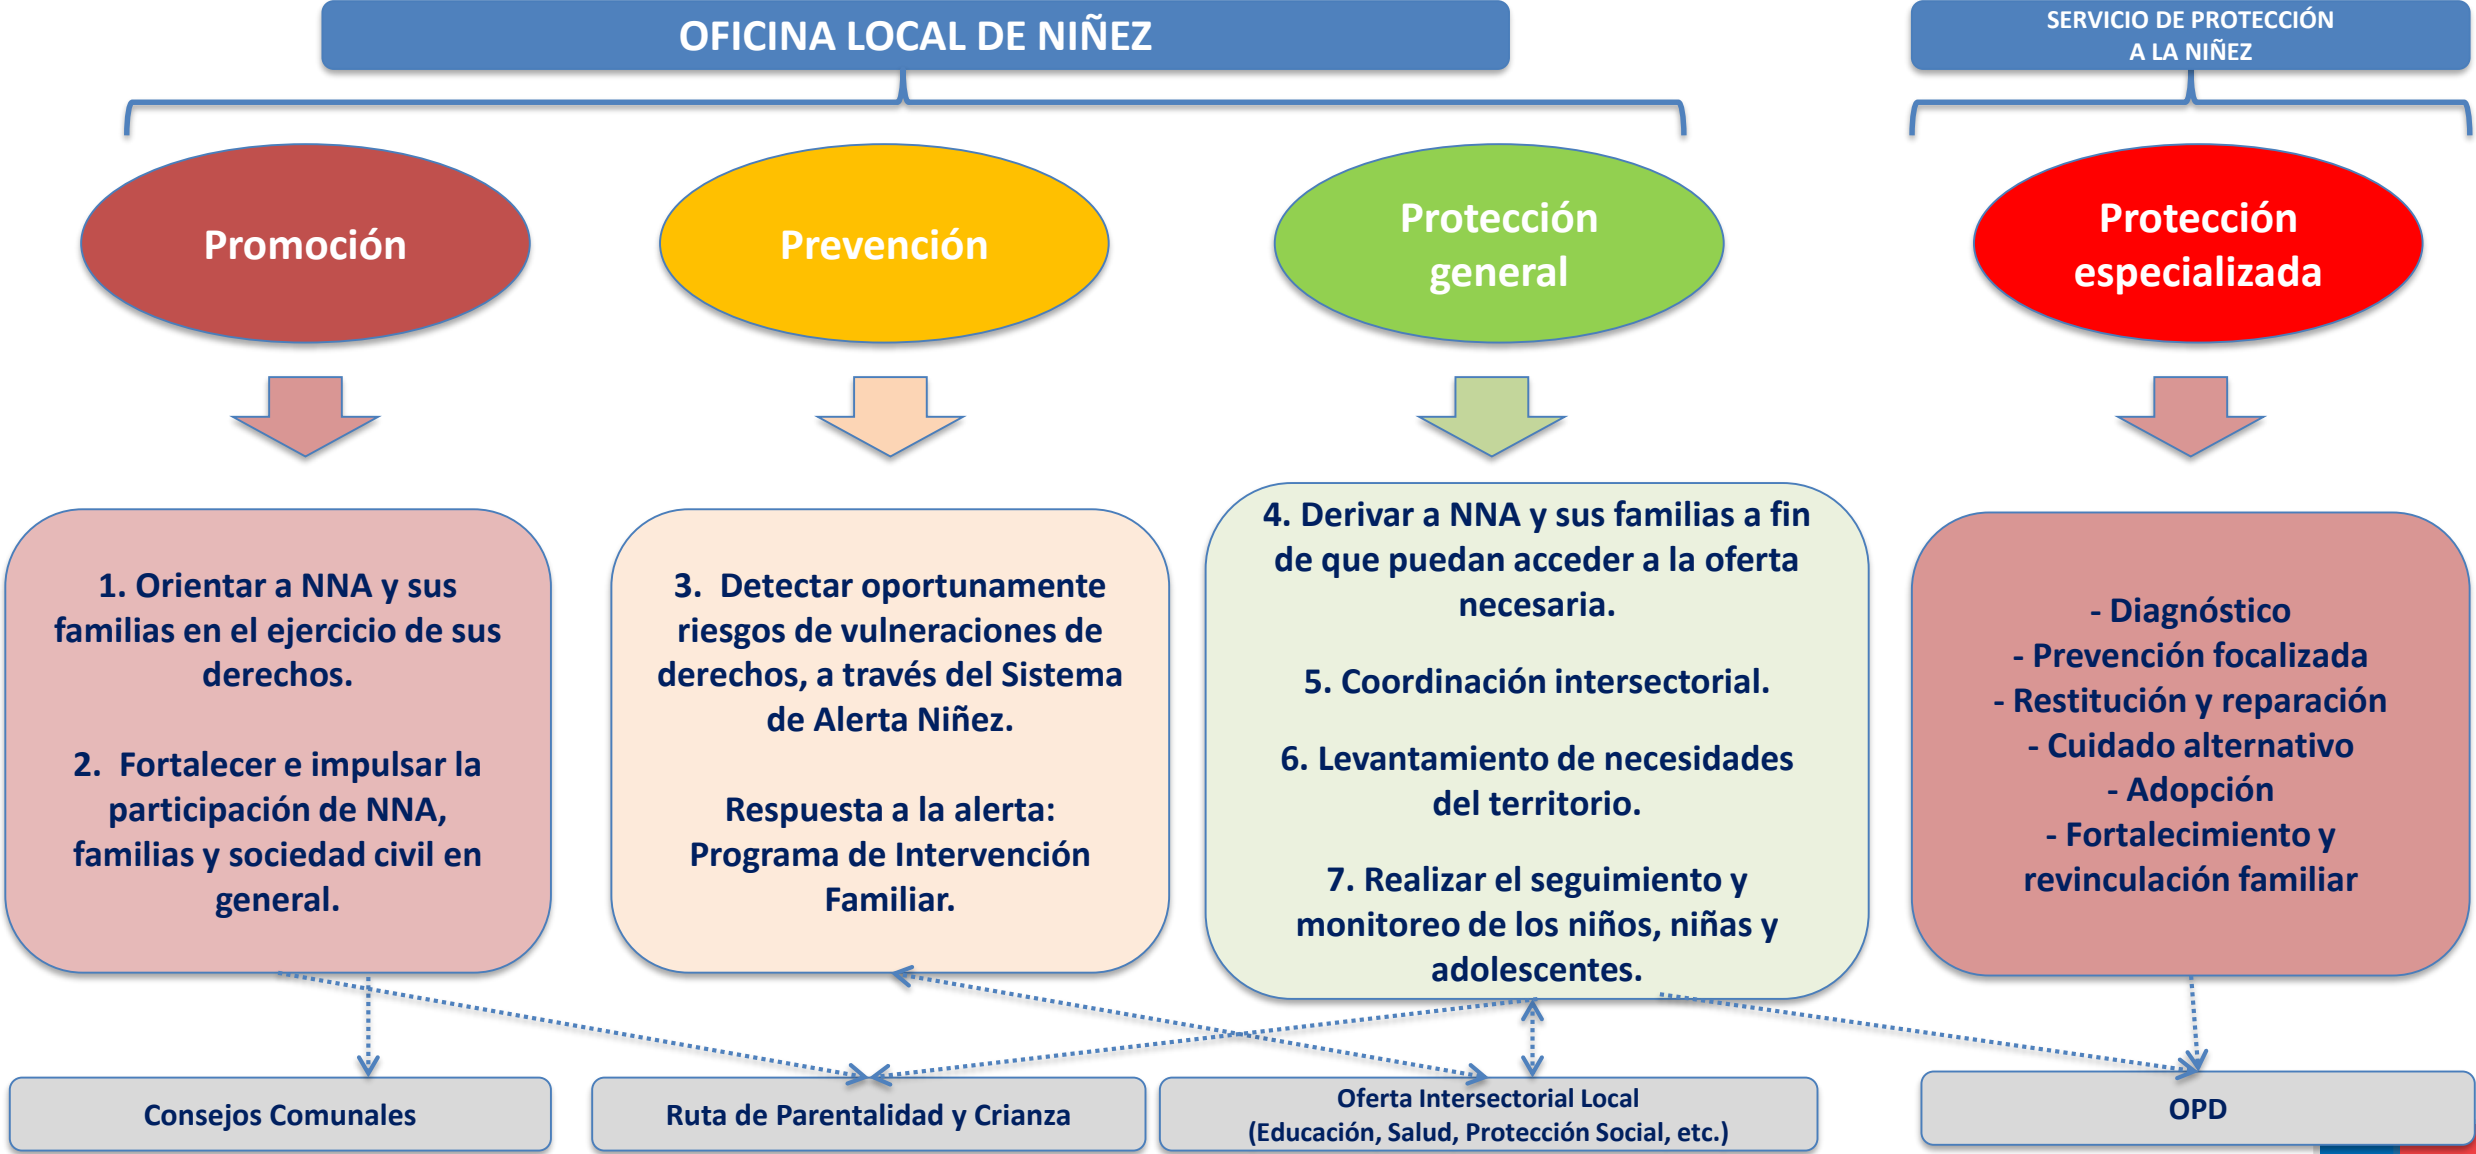 OFICINA LOCAL DE NIÑEZ
SERVICIO DE PROTECCIÓN
A LA NIÑEZ
Promoción
Prevención
Protección
general
Protección
especializada
1. Orientar a NNA y sus
familias en el ejercicio de sus
derechos.
2. Fortalecer e impulsar la
participación de NNA,
familias y sociedad civil en
general.
3. Detectar oportunamente
riesgos de vulneraciones de
derechos, a través del Sistema
de Alerta Niñez.
Respuesta a la alerta:
Programa de Intervención
Familiar.
4. Derivar a NNA y sus familias a fin
de que puedan acceder a la oferta
necesaria.
5. Coordinación intersectorial.
6. Levantamiento de necesidades
del territorio.
7. Realizar el seguimiento y
monitoreo de los niños, niñas y
adolescentes.
- Diagnóstico
- Prevención focalizada
- Restitución y reparación
- Cuidado alternativo
- Adopción
- Fortalecimiento y
revinculación familiar
Consejos Comunales
Ruta de Parentalidad y Crianza
Oferta Intersectorial Local
(Educación, Salud, Protección Social, etc.)
OPD